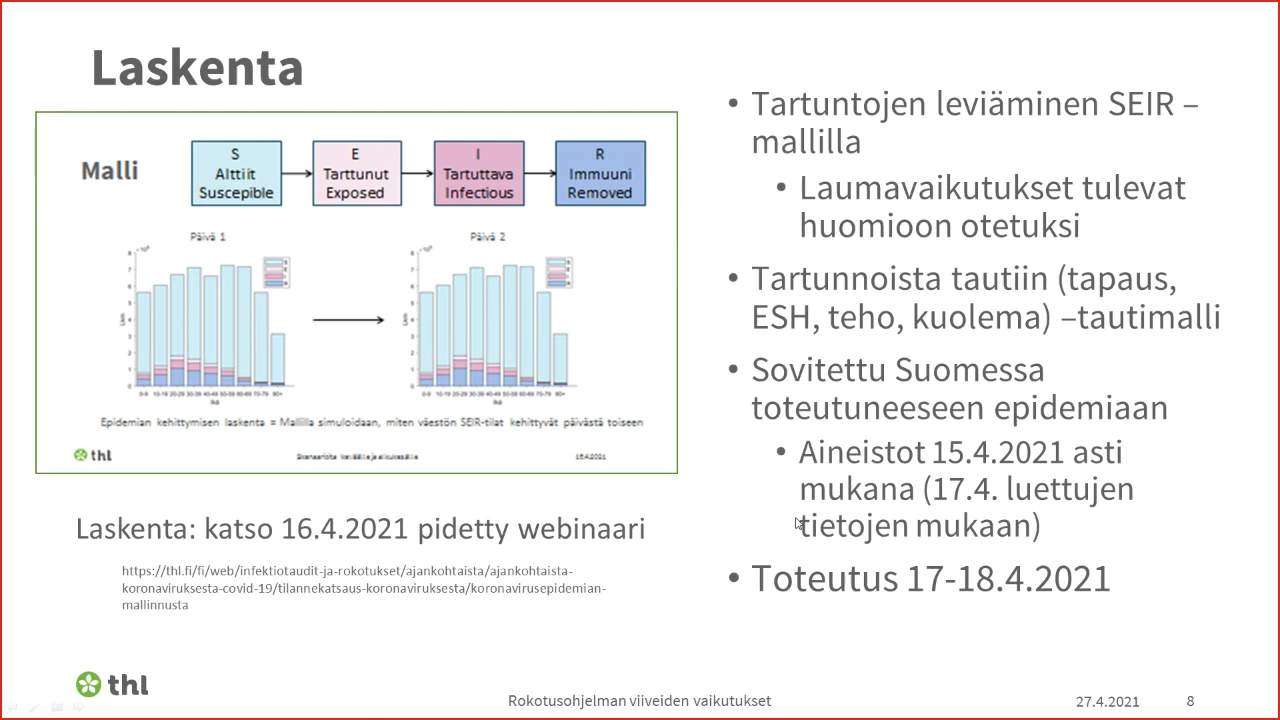 Laskenta
Malli
S
Alttiit
Suscepible
E
Tarttunut
Exposed
I
Tartuttava
Infectious
R
Immuuni
Removed
Päivä 1
Päivä 2
Epidemian kehittymisen laskenta = Mallilla simuloidaan, miten väestön SEIR-tilat kehittyvät päivästä toiseen
thl
Skenaarioita keväälle ja alkukesälle
16.4.2021
Laskenta: katso 16.4.2021 pidetty webinaari
https://thl.fi/fi/web/infektiotaudit-ja-rokotukset/ajankohtaista/ajankohtaista-
koronaviruksesta-covid-19/tilannekatsaus-koronaviruksesta/koronavirusepidemian-
mallinnusta
• Tartuntojen leviäminen SEIR –
mallilla
• Laumavaikutukset tulevat
huomioon otetuksi
• Tartunnoista tautiin (tapaus,
ESH, teho, kuolema) –tautimalli
• Sovitettu Suomessa
toteutuneeseen epidemiaan
• Aineistot 15.4.2021 asti
mukana (17.4. luettujen
tietojen mukaan)
• Toteutus 17-18.4.2021
thl
Rokotusohjelman viiveiden vaikutukset
27.4.2021
8